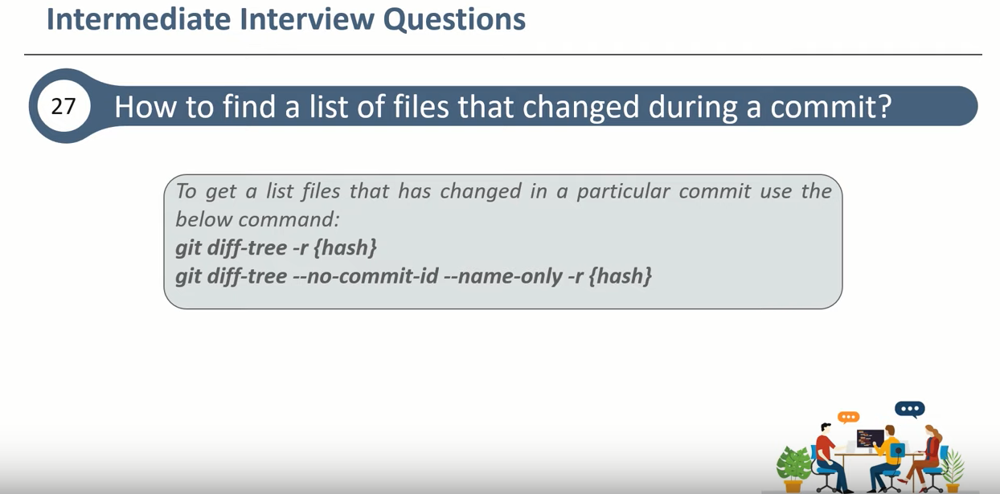 Intermediate Interview Questions
27
How to find a list of files that changed during a commit?
To get a list files that has changed in a particular commit use the
below command:
git diff-tree -r {hash}
git diff-tree --no-commit-id --name-only -r {hash}